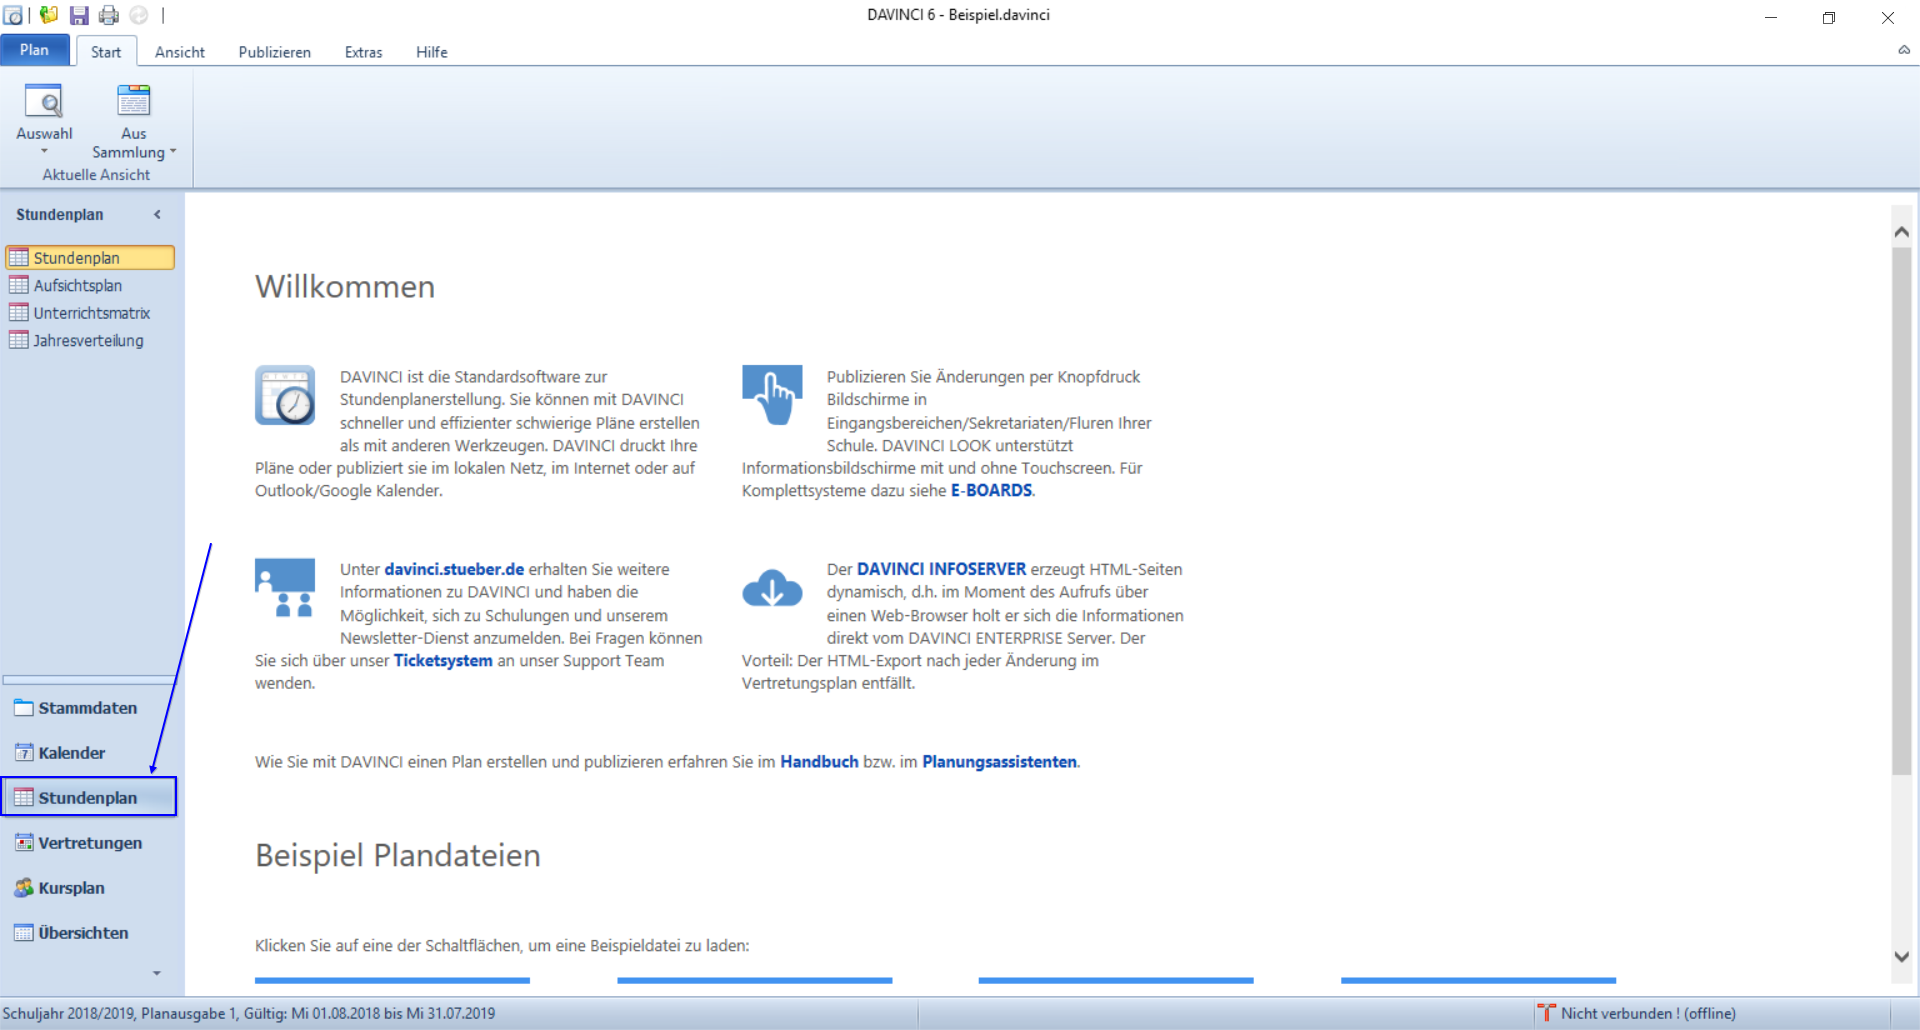 DAVINCI 6 - Beispiel.davinci
Plan Start Ansicht Publizieren Extras Hilfe
Auswahl
Aus
Sammlung
Aktuelle Ansicht
Stundenplan
Stundenplan
Aufsichtsplan
Unterrichtsmatrix
Jahresverteilung
Stammdaten
Kalender
Stundenplan
Vertretungen
Kursplan
Übersichten
Willkommen
DAVINCI ist die Standardsoftware zur
Stundenplanerstellung. Sie können mit DAVINCI
schneller und effizienter schwierige Pläne erstellen
als mit anderen Werkzeugen. DAVINCI druckt Ihre
Pläne oder publiziert sie im lokalen Netz, im Internet oder auf
Outlook/Google Kalender.
Publizieren Sie Änderungen per Knopfdruck
Bildschirme in
Eingangsbereichen/Sekretariaten/Fluren Ihrer
Schule. DAVINCI LOOK unterstützt
Informationsbildschirme mit und ohne Touchscreen. Für
Komplettsysteme dazu siehe E-BOARDS.
Unter davinci.stueber.de erhalten Sie weitere
Informationen zu DAVINCI und haben die
Möglichkeit, sich zu Schulungen und unserem
Newsletter-Dienst anzumelden. Bei Fragen können
Sie sich über unser Ticketsystem an unser Support Team
wenden.
Der DAVINCI INFOSERVER erzeugt HTML-Seiten
dynamisch, d.h. im Moment des Aufrufs über
einen Web-Browser holt er sich die Informationen
direkt vom DAVINCI ENTERPRISE Server. Der
Vorteil: Der HTML-Export nach jeder Änderung im
Vertretungsplan entfällt.
Wie Sie mit DAVINCI einen Plan erstellen und publizieren erfahren Sie im Handbuch bzw. im Planungsassistenten.
Beispiel Plandateien
Klicken Sie auf eine der Schaltflächen, um eine Beispieldatei zu laden:
Schuljahr 2018/2019, Planausgabe 1, Gültig: Mi 01.08.2018 bis Mi 31.07.2019
Nicht verbunden ! (offline)